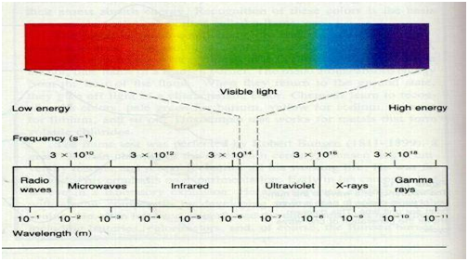 Visible light
Low energy High energy
Frequency (s⁻¹)
3 × 10¹⁰ 3 × 10¹² 3 × 10¹⁴ 3 × 10¹⁶ 3 × 10¹⁸
Radio waves Microwaves Infrared Ultraviolet X-rays Gamma rays
10⁻¹ 10⁻² 10⁻³ 10⁻⁴ 10⁻⁵ 10⁻⁶ 10⁻⁷ 10⁻⁸ 10⁻⁹ 10⁻¹⁰ 10⁻¹¹
Wavelength (m)